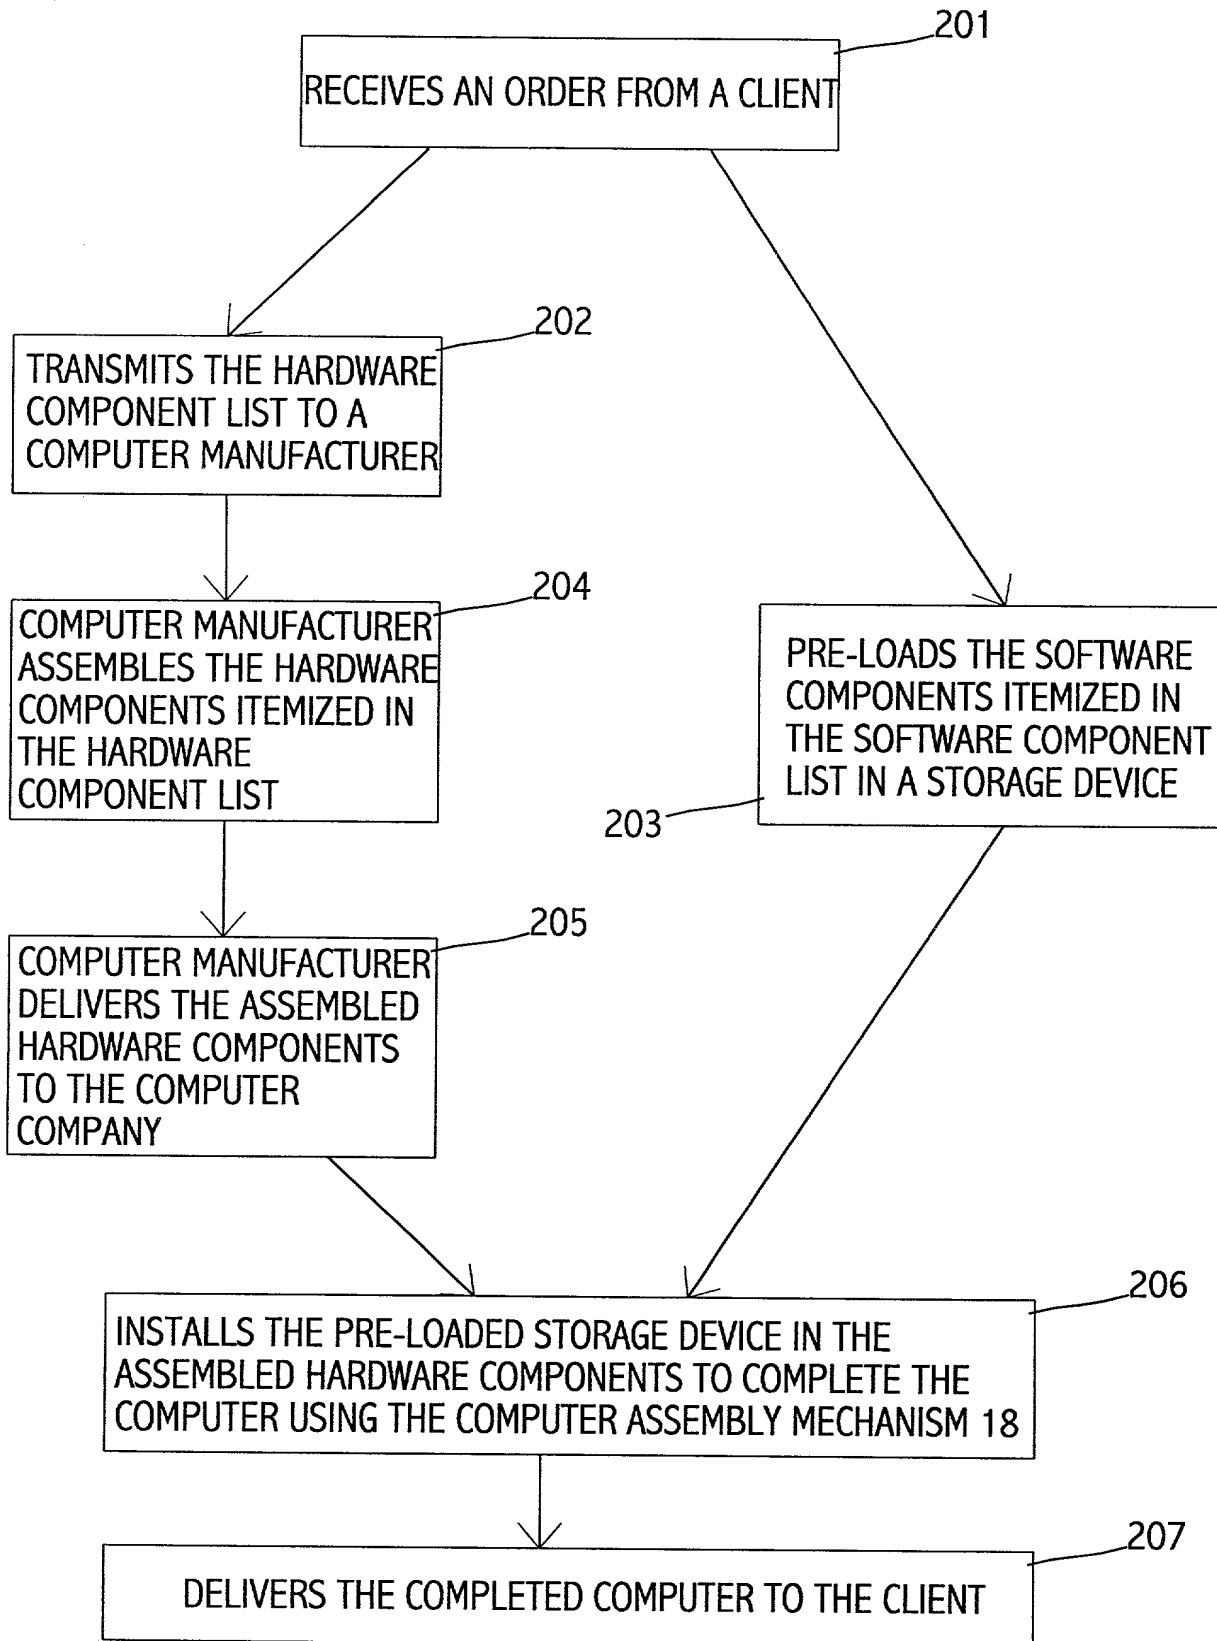 201
RECEIVES AN ORDER FROM A CLIENT
202
TRANSMITS THE HARDWARE
COMPONENT LIST TO A
COMPUTER MANUFACTURER
204
COMPUTER MANUFACTURER
ASSEMBLES THE HARDWARE
COMPONENTS ITEMIZED IN
THE HARDWARE
COMPONENT LIST
PRE-LOADS THE SOFTWARE
COMPONENTS ITEMIZED IN
THE SOFTWARE COMPONENT
LIST IN A STORAGE DEVICE
203
205
COMPUTER MANUFACTURER
DELIVERS THE ASSEMBLED
HARDWARE COMPONENTS
TO THE COMPUTER
COMPANY
206
INSTALLS THE PRE-LOADED STORAGE DEVICE IN THE
ASSEMBLED HARDWARE COMPONENTS TO COMPLETE THE
COMPUTER USING THE COMPUTER ASSEMBLY MECHANISM 18
207
DELIVERS THE COMPLETED COMPUTER TO THE CLIENT